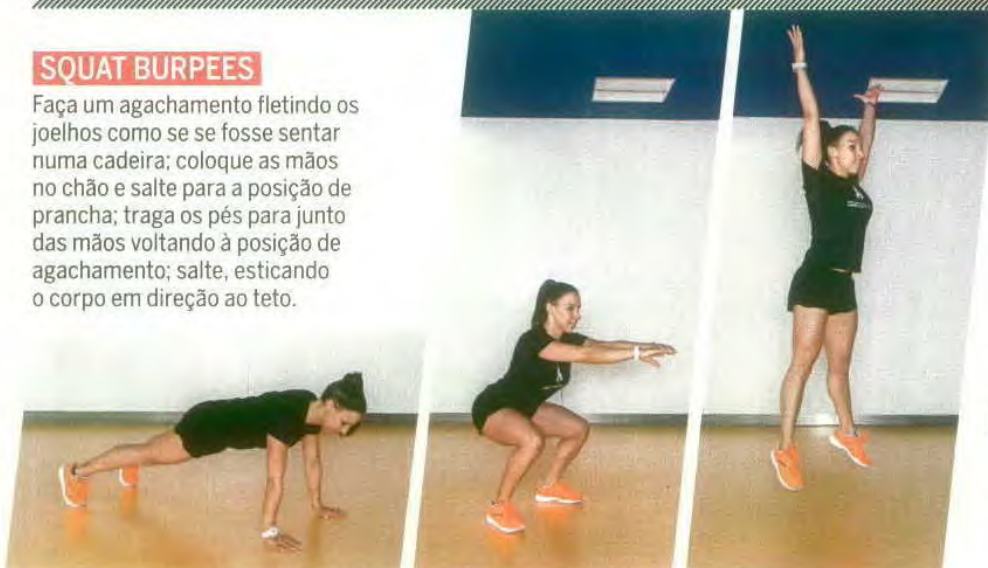 SQUAT BURPEES
Faça um agachamento fletindo os
joelhos como se se fosse sentar
numa cadeira; coloque as mãos
no chão e salte para a posição de
prancha; traga os pés para junto
das mãos voltando à posição de
agachamento; salte, esticando
o corpo em direção ao teto.